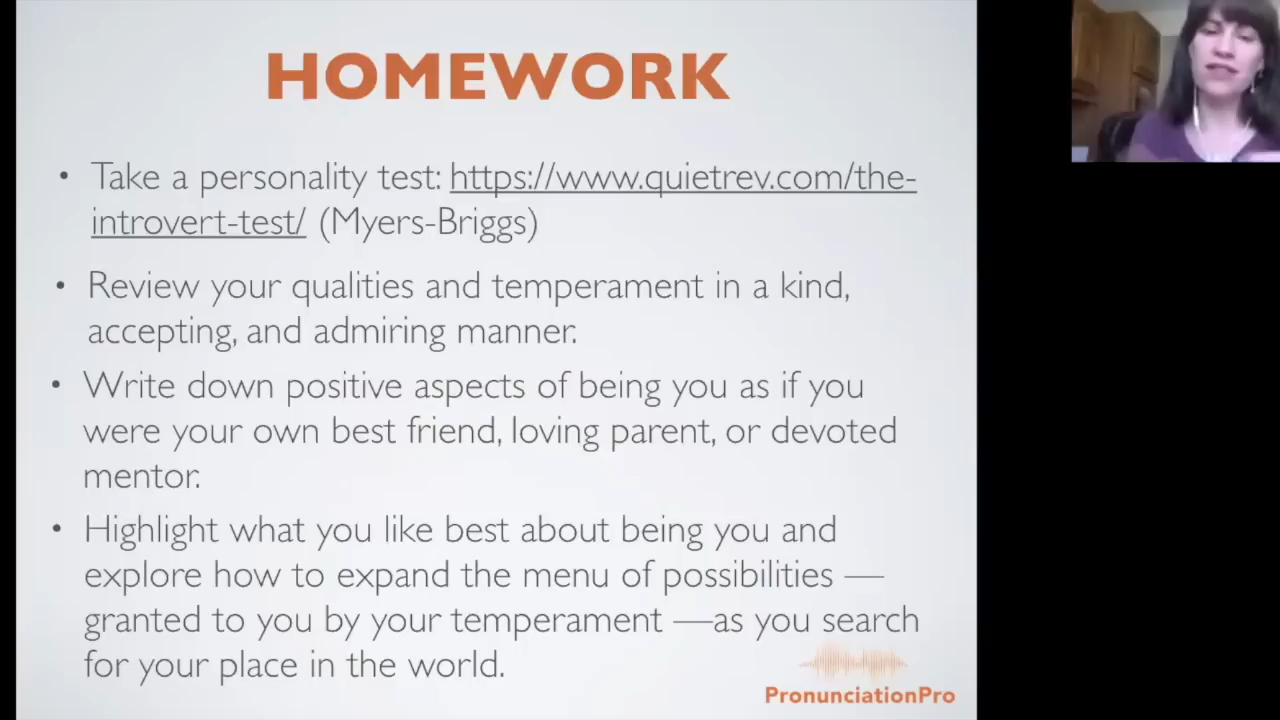 HOMEWORK
• Take a personality test: https://www.quietrev.com/the-
introvert-test/ (Myers-Briggs)
• Review your qualities and temperament in a kind,
accepting, and admiring manner.
• Write down positive aspects of being you as if you
were your own best friend, loving parent, or devoted
mentor.
• Highlight what you like best about being you and
explore how to expand the menu of possibilities —
granted to you by your temperament —as you search
for your place in the world.
PronunciationPro